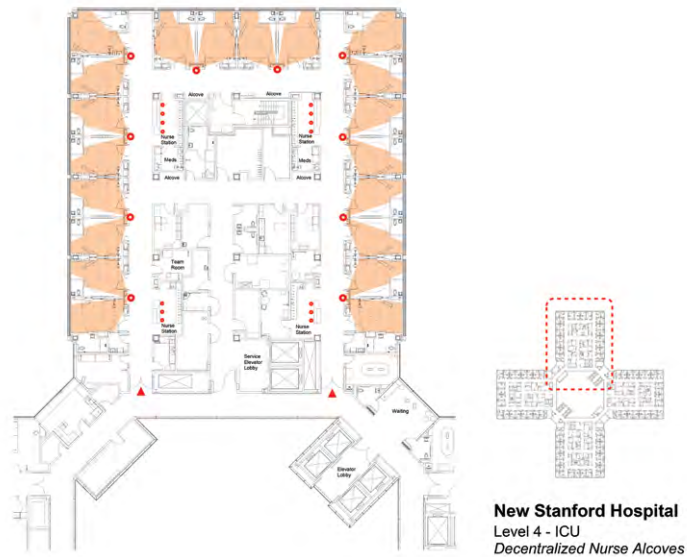 Alcove
Alcove
Nurse
Station
Nurse
Station
Meds
Meds
Alcove
Alcove
Team
Room
Nurse
Station
Nurse
Station
Service
Elevator
Lobby
Waiting
Elevator
Lobby
New Stanford Hospital
Level 4 - ICU
Decentralized Nurse Alcoves